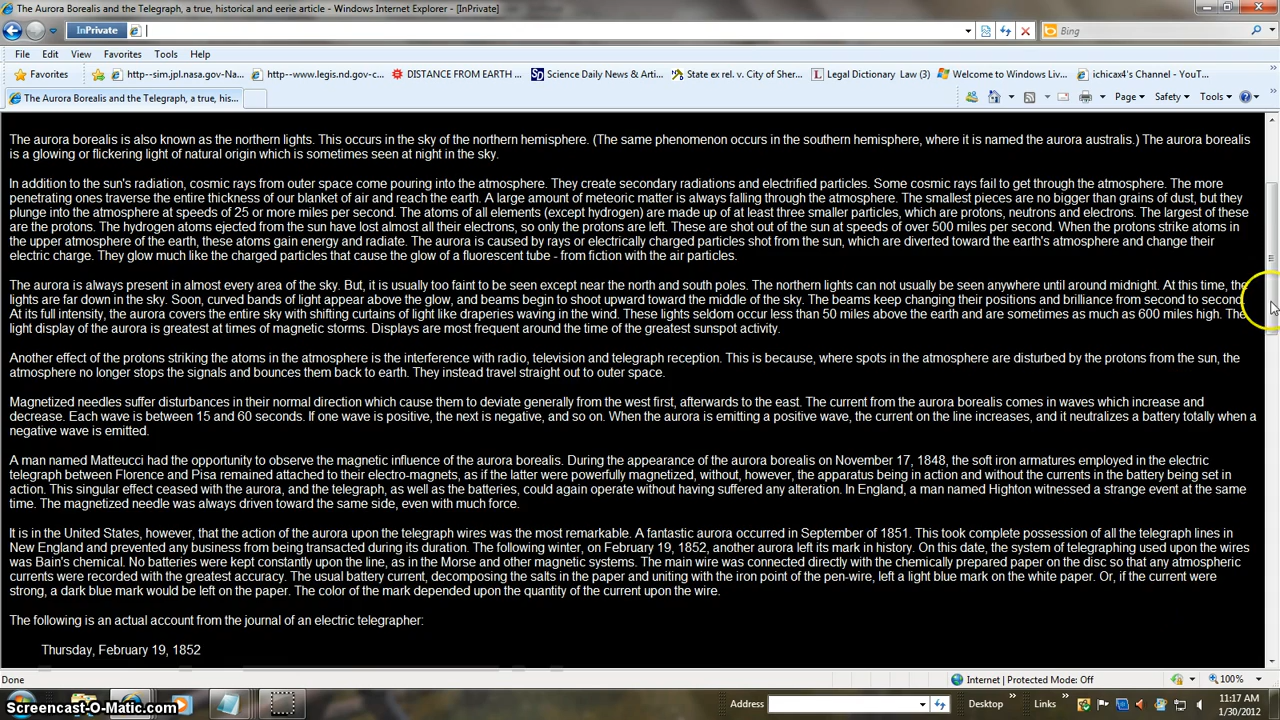 The Aurora Borealis and the Telegraph, a true, historical and eerie article - Windows Internet Explorer - [InPrivate]
InPrivate
Bing
File Edit View Favorites Tools Help
Favorites http--sim.jpl.nasa.gov-Na... http--www.legis.nd.gov-c... DISTANCE FROM EARTH ... Science Daily News & Arti... State ex rel. v. City of Sher... Legal Dictionary Law (3) Welcome to Windows Liv... ichicax4's Channel - YouT...
The Aurora Borealis and the Telegraph, a true, his... Page Safety Tools
The aurora borealis is also known as the northern lights. This occurs in the sky of the northern hemisphere. (The same phenomenon occurs in the southern hemisphere, where it is named the aurora australis.) The aurora borealis
is a glowing or flickering light of natural origin which is sometimes seen at night in the sky.
In addition to the sun's radiation, cosmic rays from outer space come pouring into the atmosphere. They create secondary radiations and electrified particles. Some cosmic rays fail to get through the atmosphere. The more
penetrating ones traverse the entire thickness of our blanket of air and reach the earth. A large amount of meteoric matter is always falling through the atmosphere. The smallest pieces are no bigger than grains of dust, but they
plunge into the atmosphere at speeds of 25 or more miles per second. The atoms of all elements (except hydrogen) are made up of at least three smaller particles, which are protons, neutrons and electrons. The largest of these
are the protons. The hydrogen atoms ejected from the sun have lost almost all their electrons, so only the protons are left. These are shot out of the sun at speeds of over 500 miles per second. When the protons strike atoms in
the upper atmosphere of the earth, these atoms gain energy and radiate. The aurora is caused by rays or electrically charged particles shot from the sun, which are diverted toward the earth's atmosphere and change their
electric charge. They glow much like the charged particles that cause the glow of a fluorescent tube - from fiction with the air particles.
The aurora is always present in almost every area of the sky. But, it is usually too faint to be seen except near the north and south poles. The northern lights can not usually be seen anywhere until around midnight. At this time, the
lights are far down in the sky. Soon, curved bands of light appear above the glow, and beams begin to shoot upward toward the middle of the sky. The beams keep changing their positions and brilliance from second to second.
At its full intensity, the aurora covers the entire sky with shifting curtains of light like draperies waving in the wind. These lights seldom occur less than 50 miles above the earth and are sometimes as much as 600 miles high. The
light display of the aurora is greatest at times of magnetic storms. Displays are most frequent around the time of the greatest sunspot activity.
Another effect of the protons striking the atoms in the atmosphere is the interference with radio, television and telegraph reception. This is because, where spots in the atmosphere are disturbed by the protons from the sun, the
atmosphere no longer stops the signals and bounces them back to earth. They instead travel straight out to outer space.
Magnetized needles suffer disturbances in their normal direction which cause them to deviate generally from the west first, afterwards to the east. The current from the aurora borealis comes in waves which increase and
decrease. Each wave is between 15 and 60 seconds. If one wave is positive, the next is negative, and so on. When the aurora is emitting a positive wave, the current on the line increases, and it neutralizes a battery totally when a
negative wave is emitted.
A man named Matteucci had the opportunity to observe the magnetic influence of the aurora borealis. During the appearance of the aurora borealis on November 17, 1848, the soft iron armatures employed in the electric
telegraph between Florence and Pisa remained attached to their electro-magnets, as if the latter were powerfully magnetized, without, however, the apparatus being in action and without the currents in the battery being set in
action. This singular effect ceased with the aurora, and the telegraph, as well as the batteries, could again operate without having suffered any alteration. In England, a man named Highton witnessed a strange event at the same
time. The magnetized needle was always driven toward the same side, even with much force.
It is in the United States, however, that the action of the aurora upon the telegraph wires was the most remarkable. A fantastic aurora occurred in September of 1851. This took complete possession of all the telegraph lines in
New England and prevented any business from being transacted during its duration. The following winter, on February 19, 1852, another aurora left its mark in history. On this date, the system of telegraphing used upon the wires
was Bain's chemical. No batteries were kept constantly upon the line, as in the Morse and other magnetic systems. The main wire was connected directly with the chemically prepared paper on the disc so that any atmospheric
currents were recorded with the greatest accuracy. The usual battery current, decomposing the salts in the paper and uniting with the iron point of the pen-wire, left a light blue mark on the white paper. Or, if the current were
strong, a dark blue mark would be left on the paper. The color of the mark depended upon the quantity of the current upon the wire.
The following is an actual account from the journal of an electric telegrapher:
Thursday, February 19, 1852
Done Internet | Protected Mode: Off 100%
Screencast-O-Matic.com Address Desktop Links 11:17 AM
1/30/2012